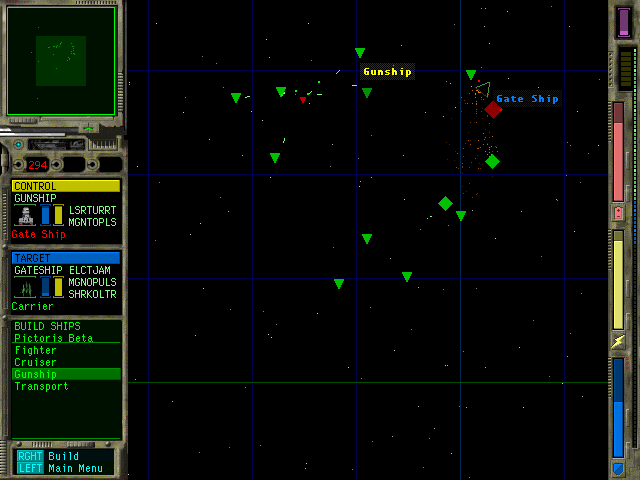 Gunship
Gate Ship
294
CONTROL
GUNSHIP
LSRTURRT
MGNTOPLS
Gate Ship
TARGET
GATESHIP ELCTJAM
MGNOPULS
SHRKOLTR
Carrier
BUILD SHIPS
Pictoris Beta
Fighter
Cruiser
Gunship
Transport
RGHT Build
LEFT Main Menu